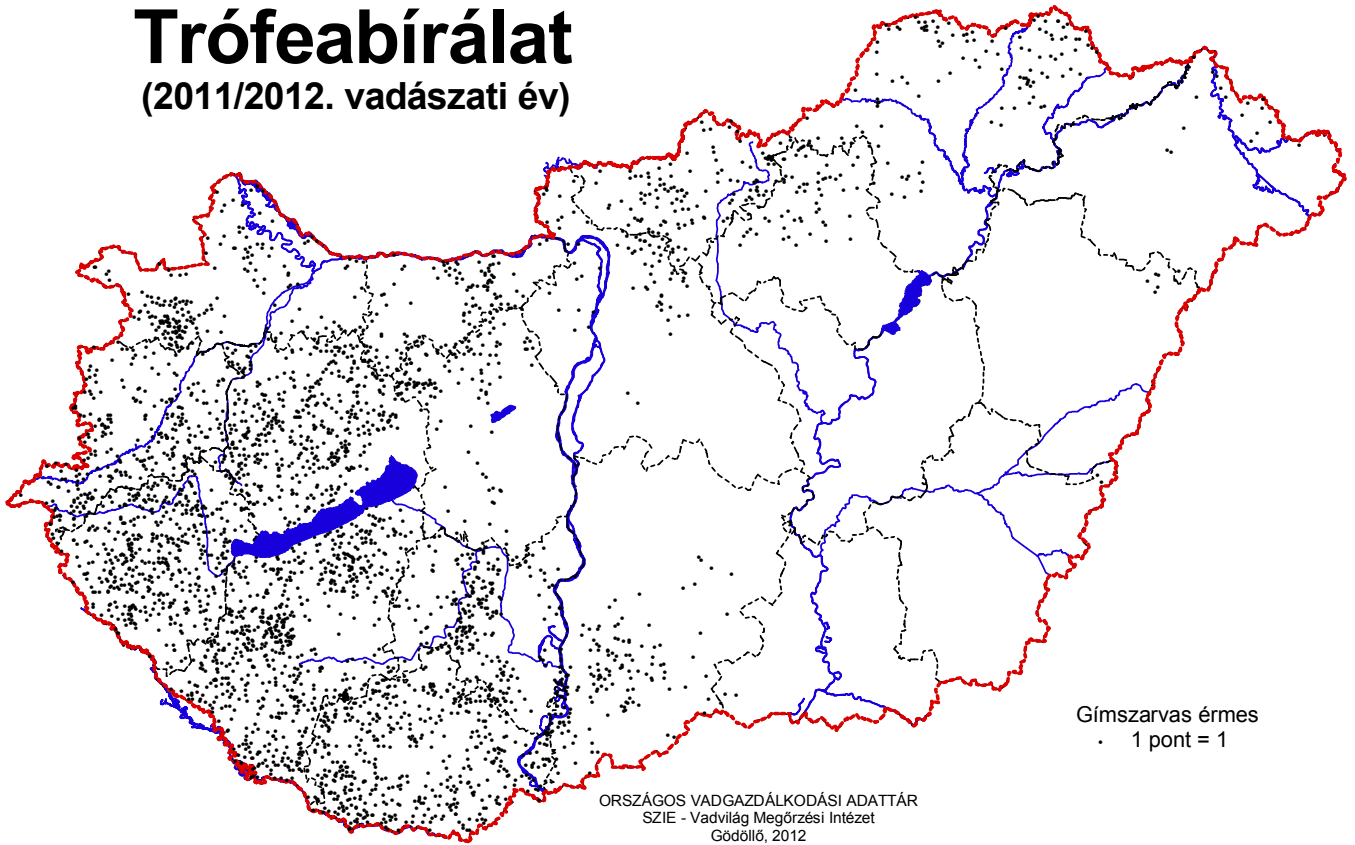 Trófeabírálat
(2011/2012. vadászati év)
Gímszarvas érmes
. 1 pont = 1
ORSZÁGOS VADGAZDÁLKODÁSI ADATTÁR
SZIE - Vadvilág Megőrzési Intézet
Gödöllő, 2012